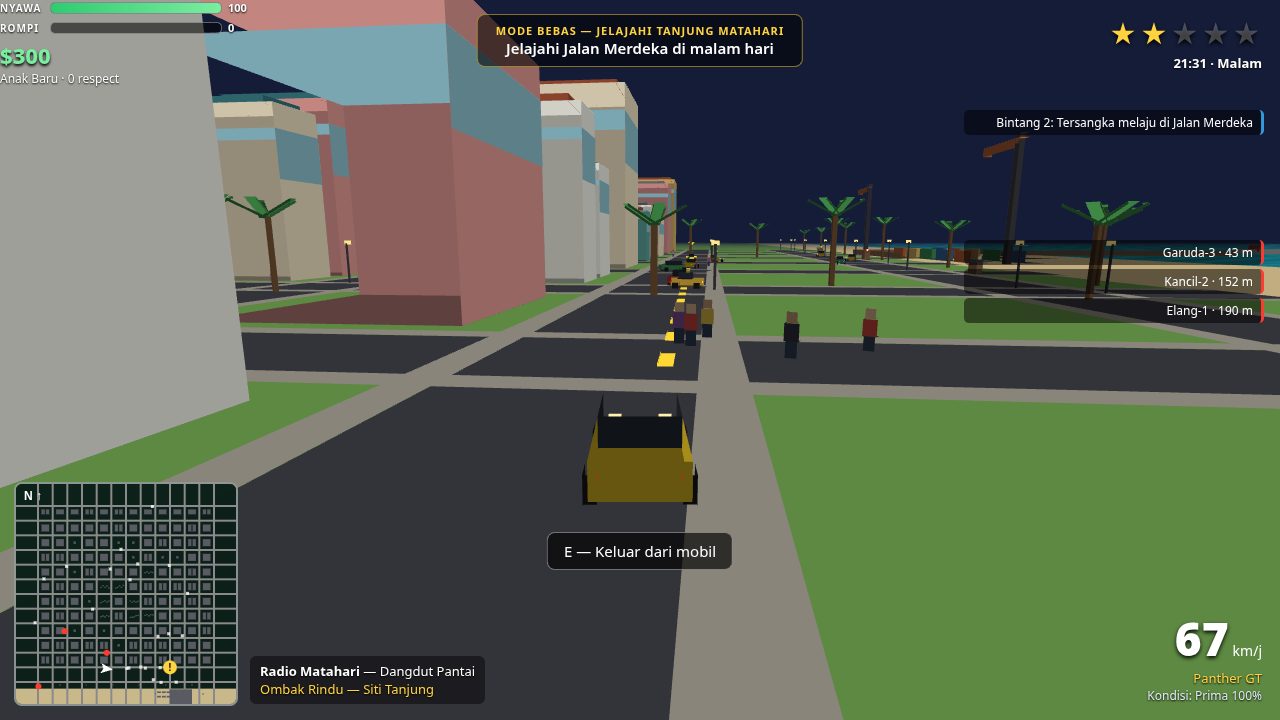 NYAWA 100
ROMPI 0
$300
Anak Baru · 0 respect
MODE BEBAS — JELAJAHI TANJUNG MATAHARI
Jelajahi Jalan Merdeka di malam hari
★★★★★
21:31 · Malam
Bintang 2: Tersangka melaju di Jalan Merdeka
Garuda-3 · 43 m
Kancil-2 · 152 m
Elang-1 · 190 m
E — Keluar dari mobil
N ↑
!
Radio Matahari — Dangdut Pantai
Ombak Rindu — Siti Tanjung
67 km/j
Panther GT
Kondisi: Prima 100%